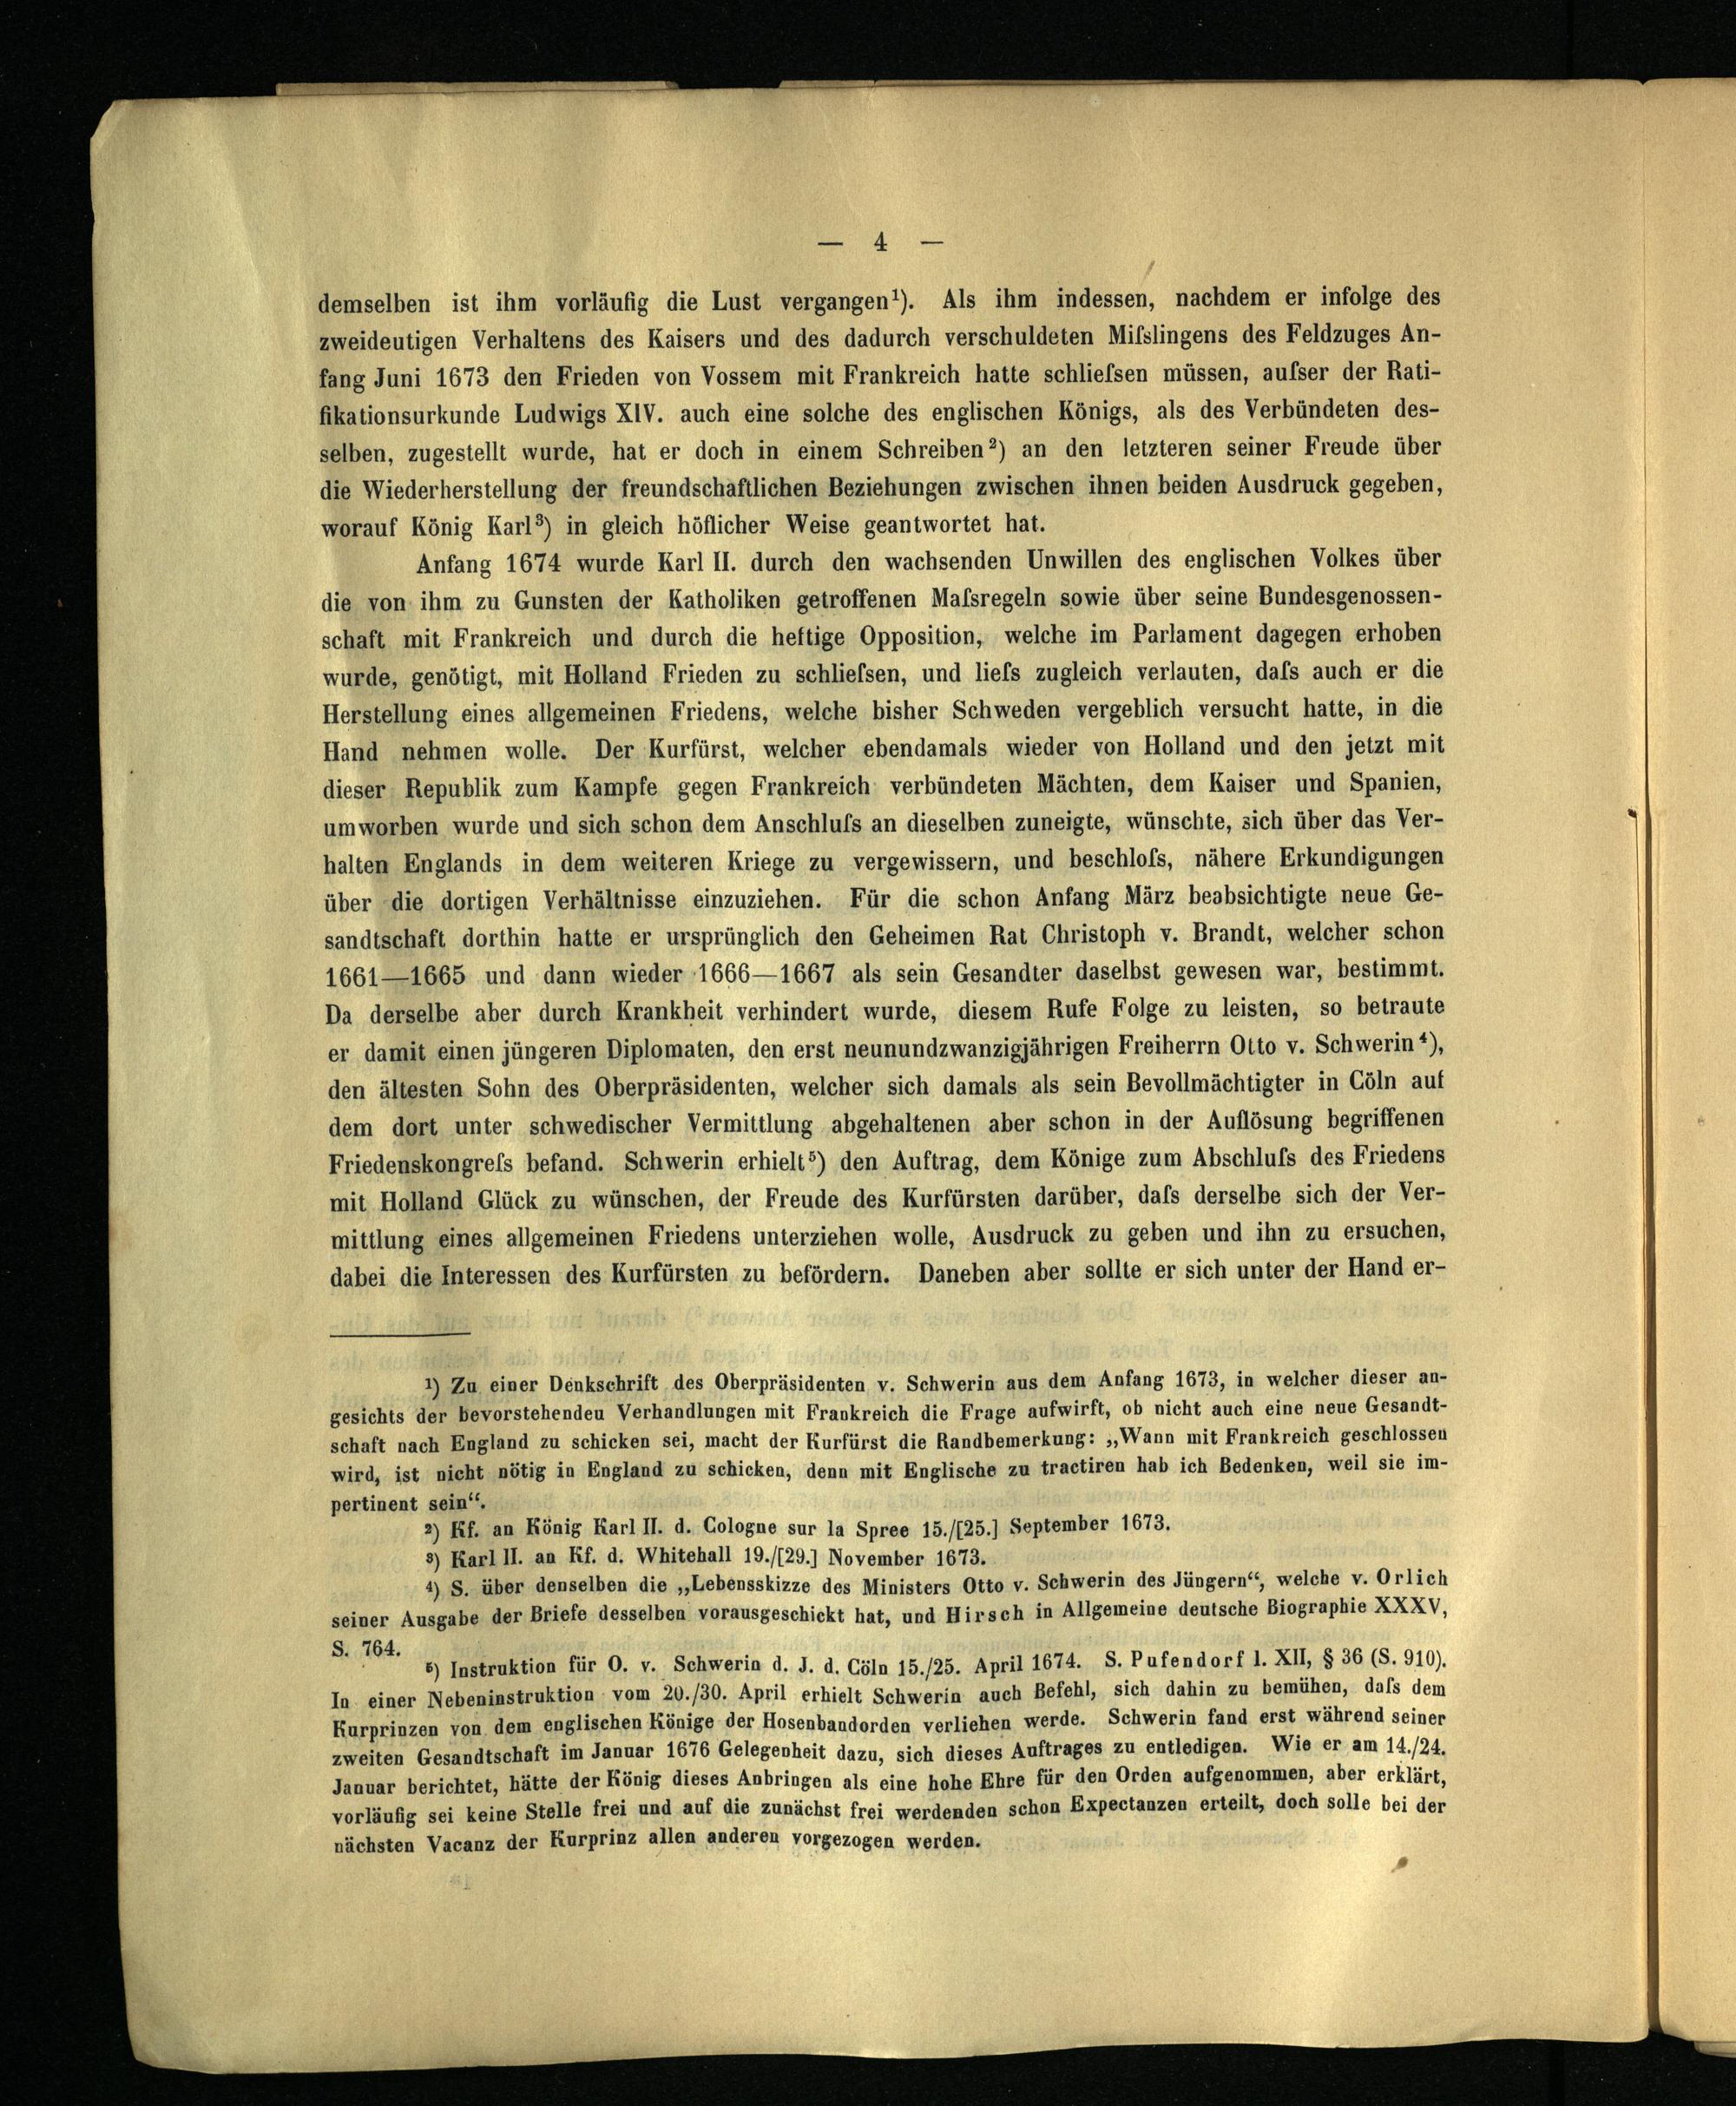 — 4 —
demselben ist ihm vorläufig die Lust vergangen¹). Als ihm indessen, nachdem er infolge des
zweideutigen Verhaltens des Kaisers und des dadurch verschuldeten Miſslingens des Feldzuges An-
fang Juni 1673 den Frieden von Vossem mit Frankreich hatte schlieſsen müssen, auſser der Rati-
fikationsurkunde Ludwigs XIV. auch eine solche des englischen Königs, als des Verbündeten des-
selben, zugestellt wurde, hat er doch in einem Schreiben²) an den letzteren seiner Freude über
die Wiederherstellung der freundschaftlichen Beziehungen zwischen ihnen beiden Ausdruck gegeben,
worauf König Karl³) in gleich höflicher Weise geantwortet hat.
Anfang 1674 wurde Karl II. durch den wachsenden Unwillen des englischen Volkes über
die von ihm zu Gunsten der Katholiken getroffenen Maſsregeln sowie über seine Bundesgenossen-
schaft mit Frankreich und durch die heftige Opposition, welche im Parlament dagegen erhoben
wurde, genötigt, mit Holland Frieden zu schlieſsen, und lieſs zugleich verlauten, daſs auch er die
Herstellung eines allgemeinen Friedens, welche bisher Schweden vergeblich versucht hatte, in die
Hand nehmen wolle. Der Kurfürst, welcher ebendamals wieder von Holland und den jetzt mit
dieser Republik zum Kampfe gegen Frankreich verbündeten Mächten, dem Kaiser und Spanien,
umworben wurde und sich schon dem Anschluſs an dieselben zuneigte, wünschte, sich über das Ver-
halten Englands in dem weiteren Kriege zu vergewissern, und beschloſs, nähere Erkundigungen
über die dortigen Verhältnisse einzuziehen. Für die schon Anfang März beabsichtigte neue Ge-
sandtschaft dorthin hatte er ursprünglich den Geheimen Rat Christoph v. Brandt, welcher schon
1661—1665 und dann wieder 1666—1667 als sein Gesandter daselbst gewesen war, bestimmt.
Da derselbe aber durch Krankheit verhindert wurde, diesem Rufe Folge zu leisten, so betraute
er damit einen jüngeren Diplomaten, den erst neunundzwanzigjährigen Freiherrn Otto v. Schwerin⁴),
den ältesten Sohn des Oberpräsidenten, welcher sich damals als sein Bevollmächtigter in Cöln auf
dem dort unter schwedischer Vermittlung abgehaltenen aber schon in der Auflösung begriffenen
Friedenskongreſs befand. Schwerin erhielt⁵) den Auftrag, dem Könige zum Abschluſs des Friedens
mit Holland Glück zu wünschen, der Freude des Kurfürsten darüber, daſs derselbe sich der Ver-
mittlung eines allgemeinen Friedens unterziehen wolle, Ausdruck zu geben und ihn zu ersuchen,
dabei die Interessen des Kurfürsten zu befördern. Daneben aber sollte er sich unter der Hand er-
¹) Zu einer Denkschrift des Oberpräsidenten v. Schwerin aus dem Anfang 1673, in welcher dieser an-
gesichts der bevorstehenden Verhandlungen mit Frankreich die Frage aufwirft, ob nicht auch eine neue Gesandt-
schaft nach England zu schicken sei, macht der Kurfürst die Randbemerkung: „Wann mit Frankreich geschlossen
wird, ist nicht nötig in England zu schicken, denn mit Englische zu tractiren hab ich Bedenken, weil sie im-
pertinent sein“.
²) Kf. an König Karl II. d. Cologne sur la Spree 15./[25.] September 1673.
³) Karl II. an Kf. d. Whitehall 19./[29.] November 1673.
⁴) S. über denselben die „Lebensskizze des Ministers Otto v. Schwerin des Jüngern“, welche v. Orlich
seiner Ausgabe der Briefe desselben vorausgeschickt hat, und Hirsch in Allgemeine deutsche Biographie XXXV,
S. 764.
⁵) Instruktion für O. v. Schwerin d. J. d. Cöln 15./25. April 1674. S. Pufendorf l. XII, § 36 (S. 910).
In einer Nebeninstruktion vom 20./30. April erhielt Schwerin auch Befehl, sich dahin zu bemühen, daſs dem
Kurprinzen von dem englischen Könige der Hosenbandorden verliehen werde. Schwerin fand erst während seiner
zweiten Gesandtschaft im Januar 1676 Gelegenheit dazu, sich dieses Auftrages zu entledigen. Wie er am 14./24.
Januar berichtet, hätte der König dieses Anbringen als eine hohe Ehre für den Orden aufgenommen, aber erklärt,
vorläufig sei keine Stelle frei und auf die zunächst frei werdenden schon Expectanzen erteilt, doch solle bei der
nächsten Vacanz der Kurprinz allen anderen vorgezogen werden.